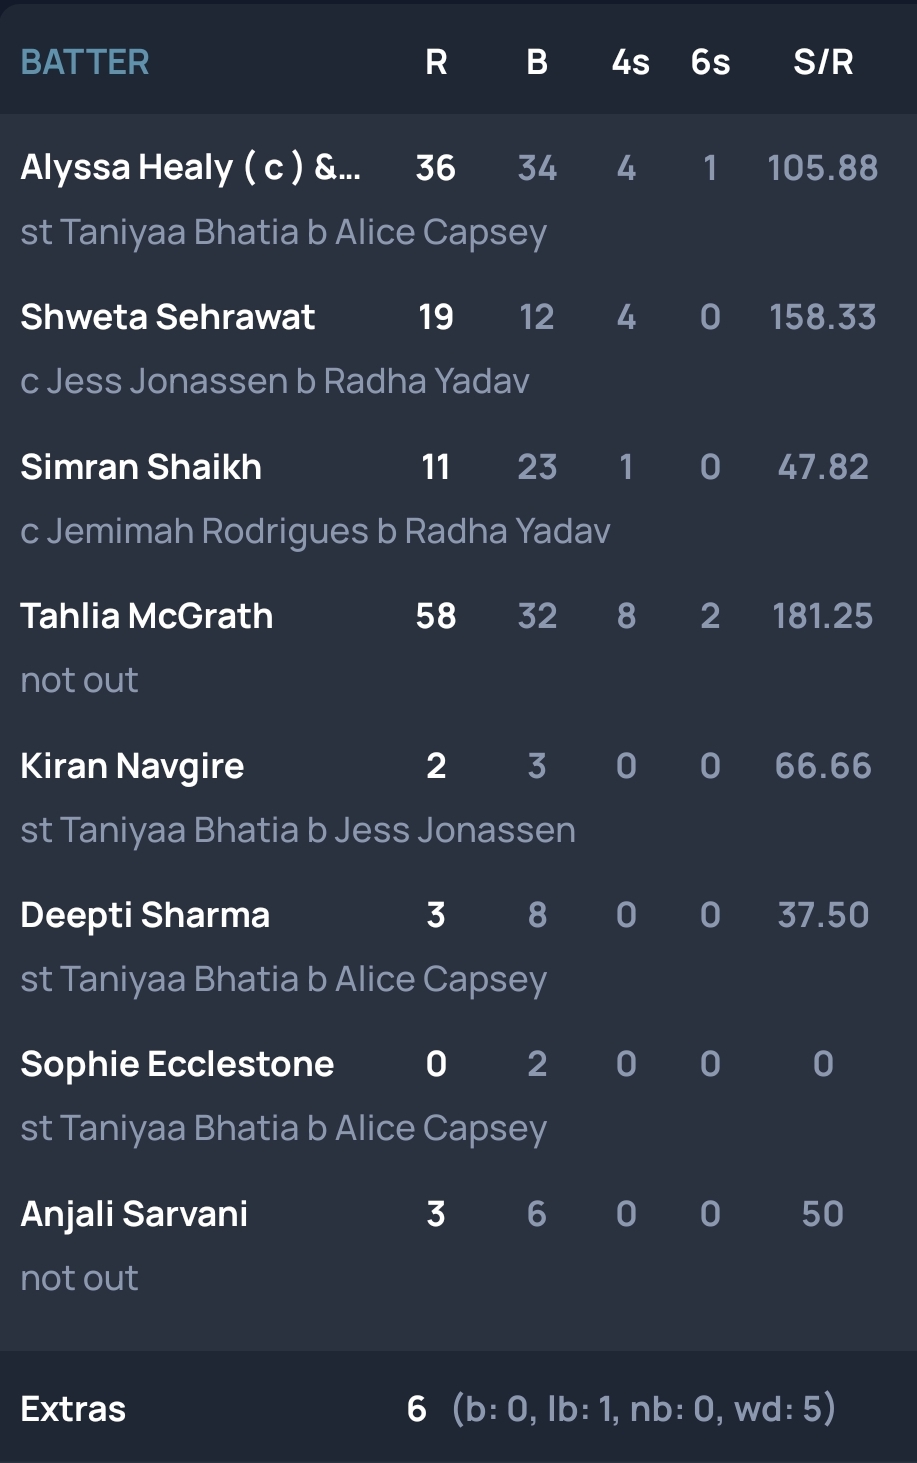 BATTER R B 4s 6s S/R
Alyssa Healy ( c ) &... 36 34 4 1 105.88
st Taniyaa Bhatia b Alice Capsey
Shweta Sehrawat 19 12 4 0 158.33
c Jess Jonassen b Radha Yadav
Simran Shaikh 11 23 1 0 47.82
c Jemimah Rodrigues b Radha Yadav
Tahlia McGrath 58 32 8 2 181.25
not out
Kiran Navgire 2 3 0 0 66.66
st Taniyaa Bhatia b Jess Jonassen
Deepti Sharma 3 8 0 0 37.50
st Taniyaa Bhatia b Alice Capsey
Sophie Ecclestone 0 2 0 0 0
st Taniyaa Bhatia b Alice Capsey
Anjali Sarvani 3 6 0 0 50
not out
Extras 6 (b: 0, lb: 1, nb: 0, wd: 5)